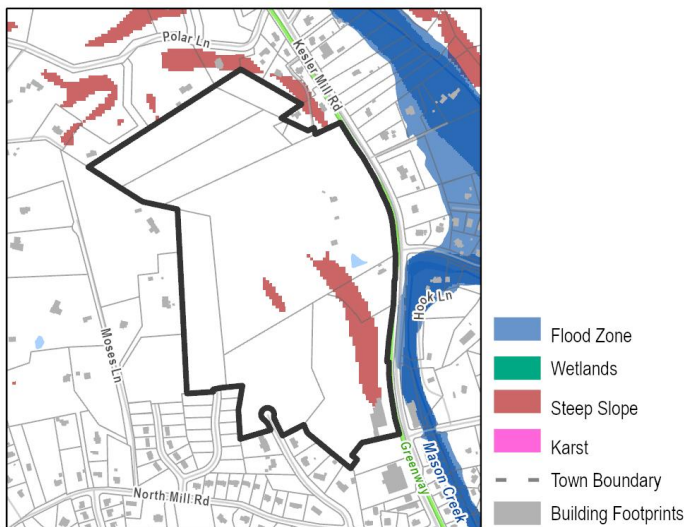 Polar Ln
Kesler Mill Rd
Hook Ln
Moses Ln
North Mill Rd
Greenway
Mason Creek
Flood Zone
Wetlands
Steep Slope
Karst
Town Boundary
Building Footprints